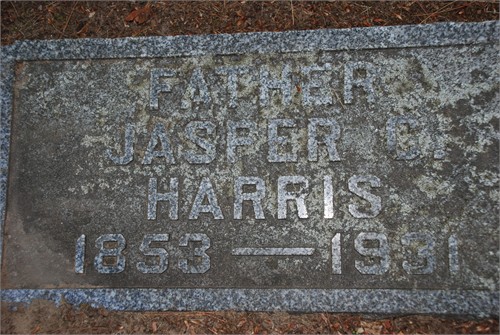 FATHER
JASPER C.
HARRIS
1853 — 1931